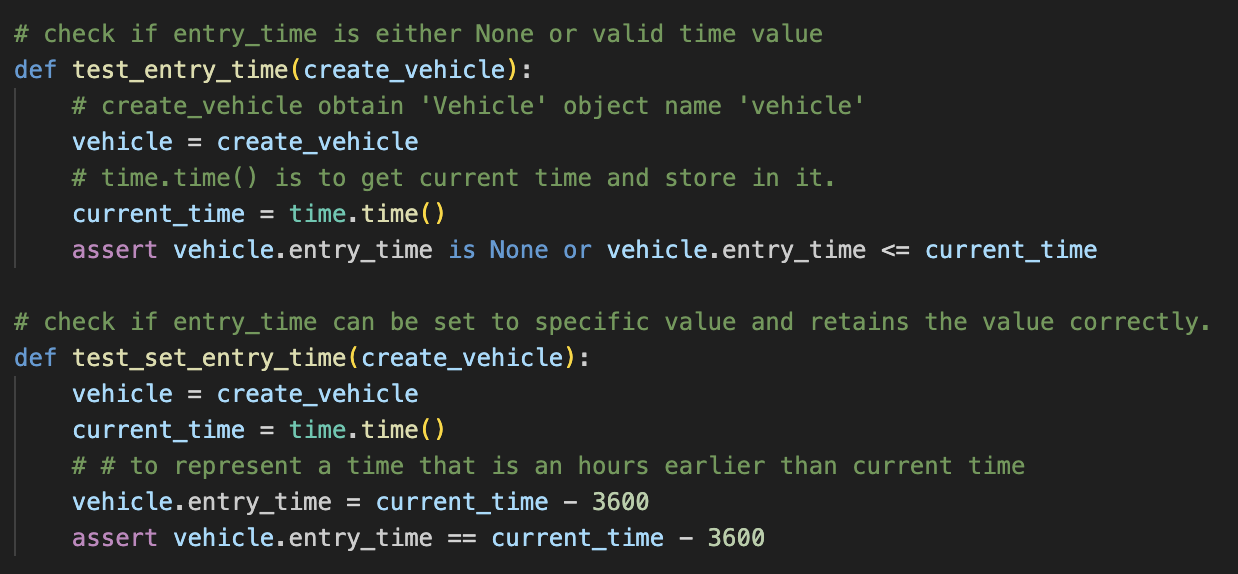 # check if entry_time is either None or valid time value
def test_entry_time(create_vehicle):
    # create_vehicle obtain 'Vehicle' object name 'vehicle'
    vehicle = create_vehicle
    # time.time() is to get current time and store in it.
    current_time = time.time()
    assert vehicle.entry_time is None or vehicle.entry_time <= current_time

# check if entry_time can be set to specific value and retains the value correctly.
def test_set_entry_time(create_vehicle):
    vehicle = create_vehicle
    current_time = time.time()
    # # to represent a time that is an hours earlier than current time
    vehicle.entry_time = current_time - 3600
    assert vehicle.entry_time == current_time - 3600